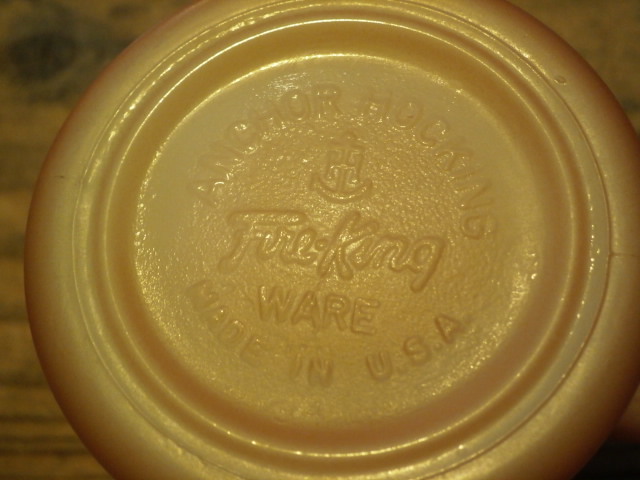 ANCHOR HOCKING
H
Fire-King
WARE
MADE IN U.S.A.